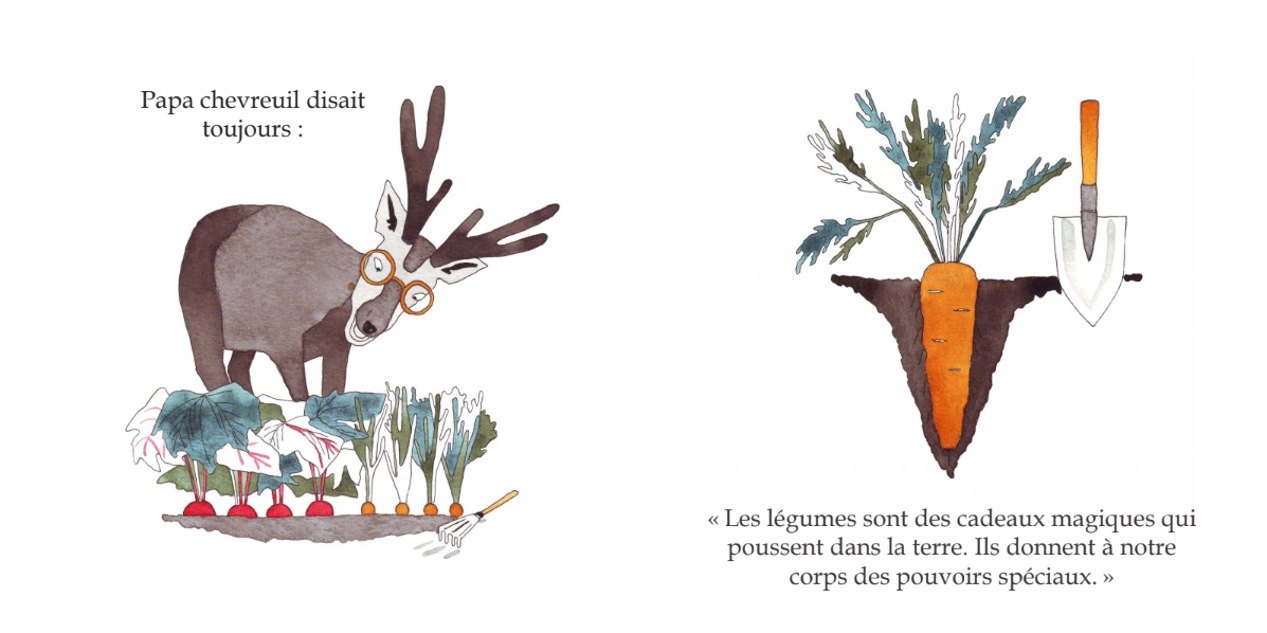 Papa chevreuil disait
toujours :
« Les légumes sont des cadeaux magiques qui
poussent dans la terre. Ils donnent à notre
corps des pouvoirs spéciaux. »